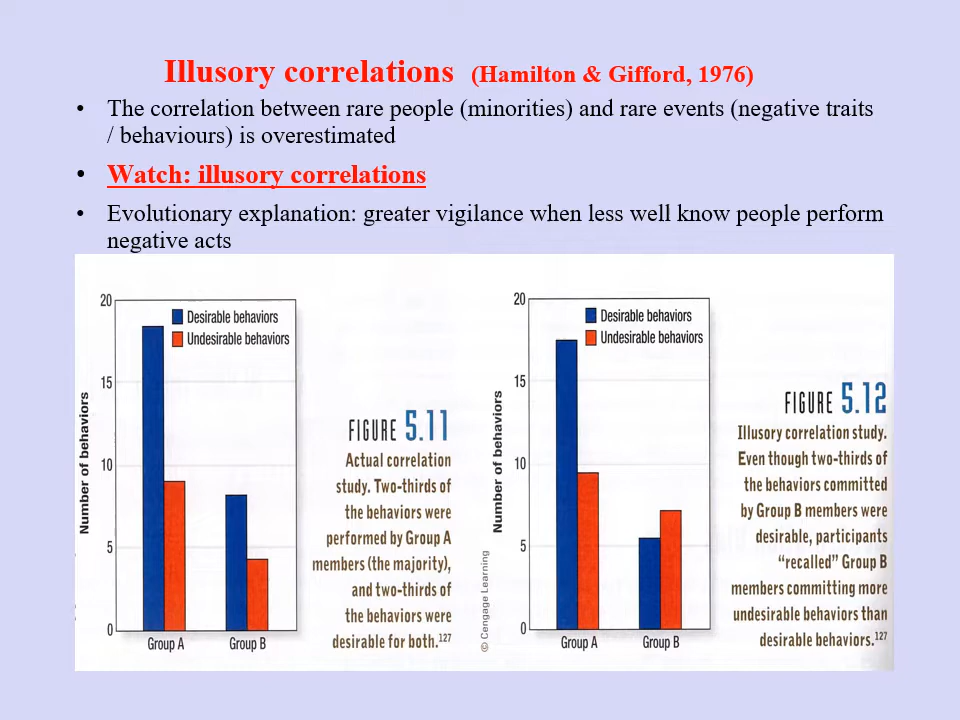 Illusory correlations (Hamilton & Gifford, 1976)
• The correlation between rare people (minorities) and rare events (negative traits
/ behaviours) is overestimated
• Watch: illusory correlations
• Evolutionary explanation: greater vigilance when less well know people perform
negative acts
20
15
10
5
0
Number of behaviors
Desirable behaviors
Undesirable behaviors
Group A
Group B
FIGURE 5.11
Actual correlation
study. Two-thirds of
the behaviors were
performed by Group A
members (the majority),
and two-thirds of
the behaviors were
desirable for both.127
© Cengage Learning
20
15
10
5
0
Number of behaviors
Desirable behaviors
Undesirable behaviors
Group A
Group B
FIGURE 5.12
Illusory correlation study.
Even though two-thirds of
the behaviors committed
by Group B members were
desirable, participants
“recalled” Group B
members committing more
undesirable behaviors than
desirable behaviors.127